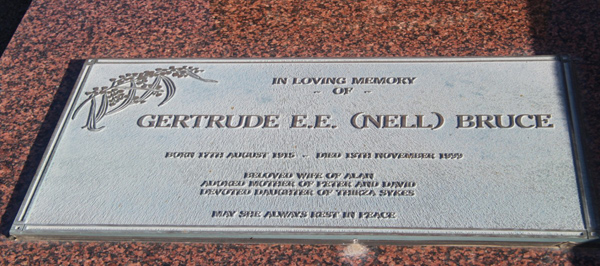 IN LOVING MEMORY
~ OF ~
GERTRUDE E.E. (NELL) BRUCE
BORN 17TH AUGUST 1915 - DIED 15TH NOVEMBER 1999
BELOVED WIFE OF ALAN
ADORED MOTHER OF PETER AND DAVID
DEVOTED DAUGHTER OF THIRZA SYKES
MAY SHE ALWAYS REST IN PEACE